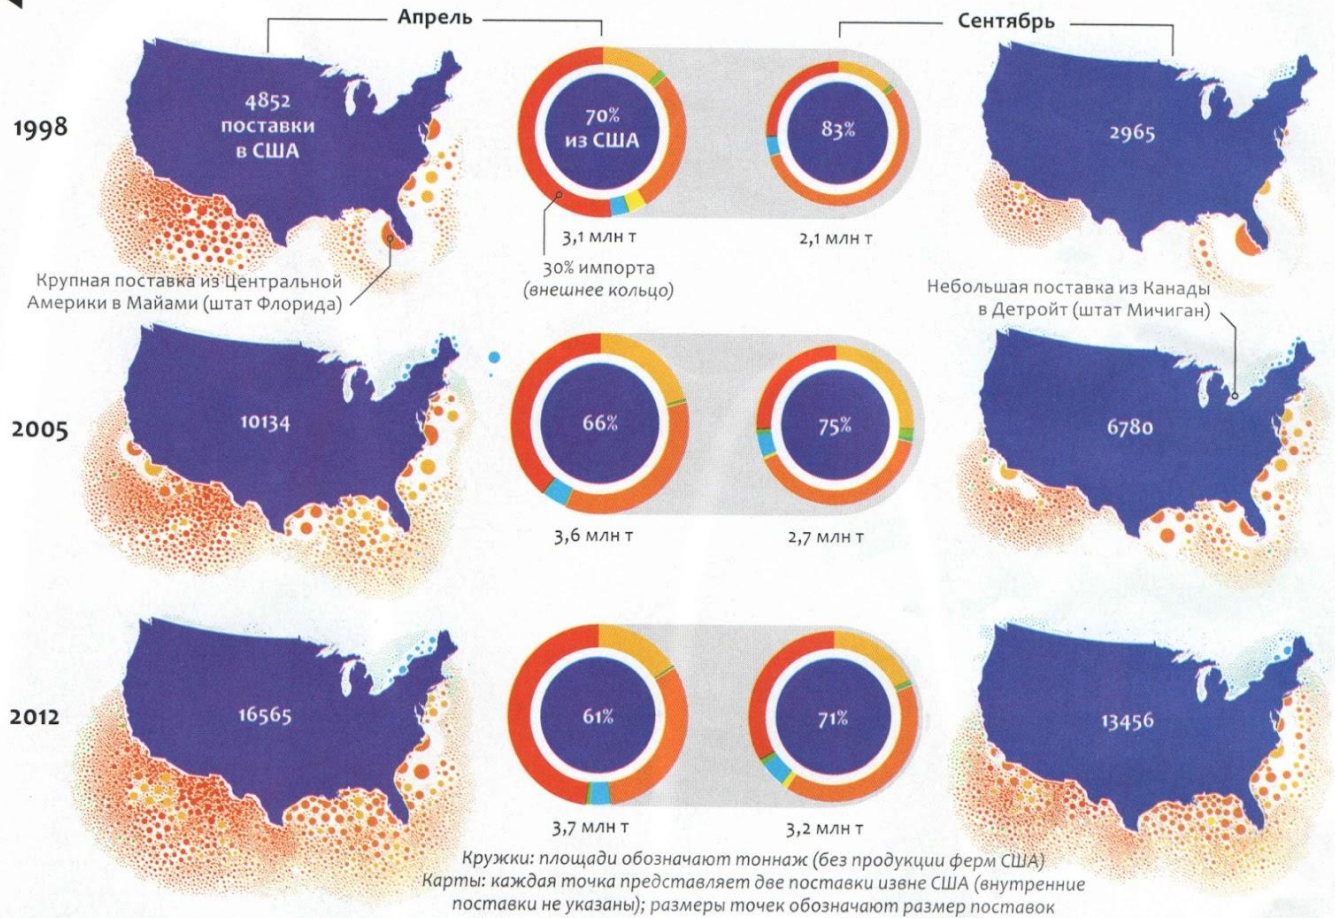 Апрель
Сентябрь
1998
4852
поставки
в США
70%
из США
83%
2965
3,1 млн т
2,1 млн т
30% импорта
(внешнее кольцо)
Крупная поставка из Центральной
Америки в Майами (штат Флорида)
Небольшая поставка из Канады
в Детройт (штат Мичиган)
2005
10134
66%
75%
6780
3,6 млн т
2,7 млн т
2012
16565
61%
71%
13456
3,7 млн т
3,2 млн т
Кружки: площади обозначают тоннаж (без продукции ферм США)
Карты: каждая точка представляет две поставки извне США (внутренние
поставки не указаны); размеры точек обозначают размер поставок